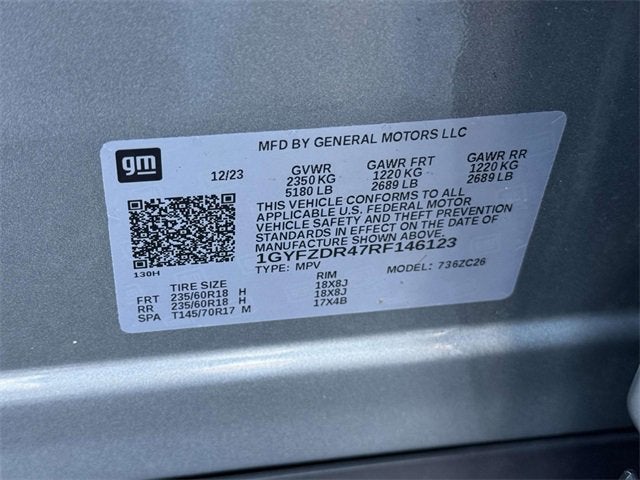 MFD BY GENERAL MOTORS LLC
gm
12/23 GVWR GAWR FRT GAWR RR
2350 KG 1220 KG 1220 KG
5180 LB 2689 LB 2689 LB
THIS VEHICLE CONFORMS TO ALL
APPLICABLE U.S. FEDERAL MOTOR
VEHICLE SAFETY AND THEFT PREVENTION
STANDARDS IN EFFECT ON THE DATE OF
MANUFACTURE SHOWN ABOVE.
1GYFZDR47RF146123
130H
TYPE: MPV MODEL: 736ZC26
TIRE SIZE RIM
FRT 235/60R18 H 18X8J
RR 235/60R18 H 18X8J
SPA T145/70R17 M 17X4B